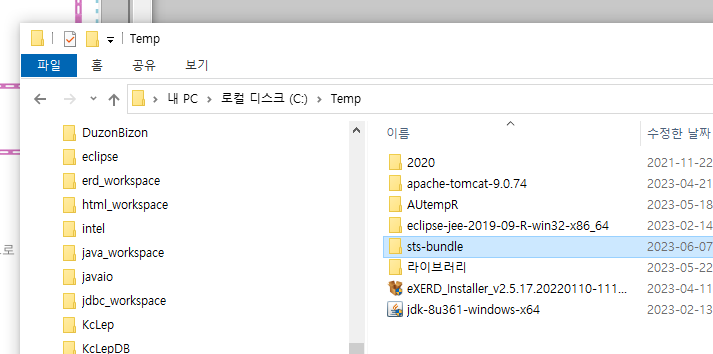 Temp
파일 홈 공유 보기
내 PC > 로컬 디스크 (C:) > Temp
DuzonBizon
eclipse
erd_workspace
html_workspace
intel
java_workspace
javaio
jdbc_workspace
KcLep
KcLepDB
이름 수정한 날짜
2020 2021-11-22
apache-tomcat-9.0.74 2023-04-21
AUtempR 2023-05-18
eclipse-jee-2019-09-R-win32-x86_64 2023-02-14
sts-bundle 2023-06-07
라이브러리 2023-05-22
eXERD_Installer_v2.5.17.20220110-111... 2023-04-11
jdk-8u361-windows-x64 2023-02-13
로